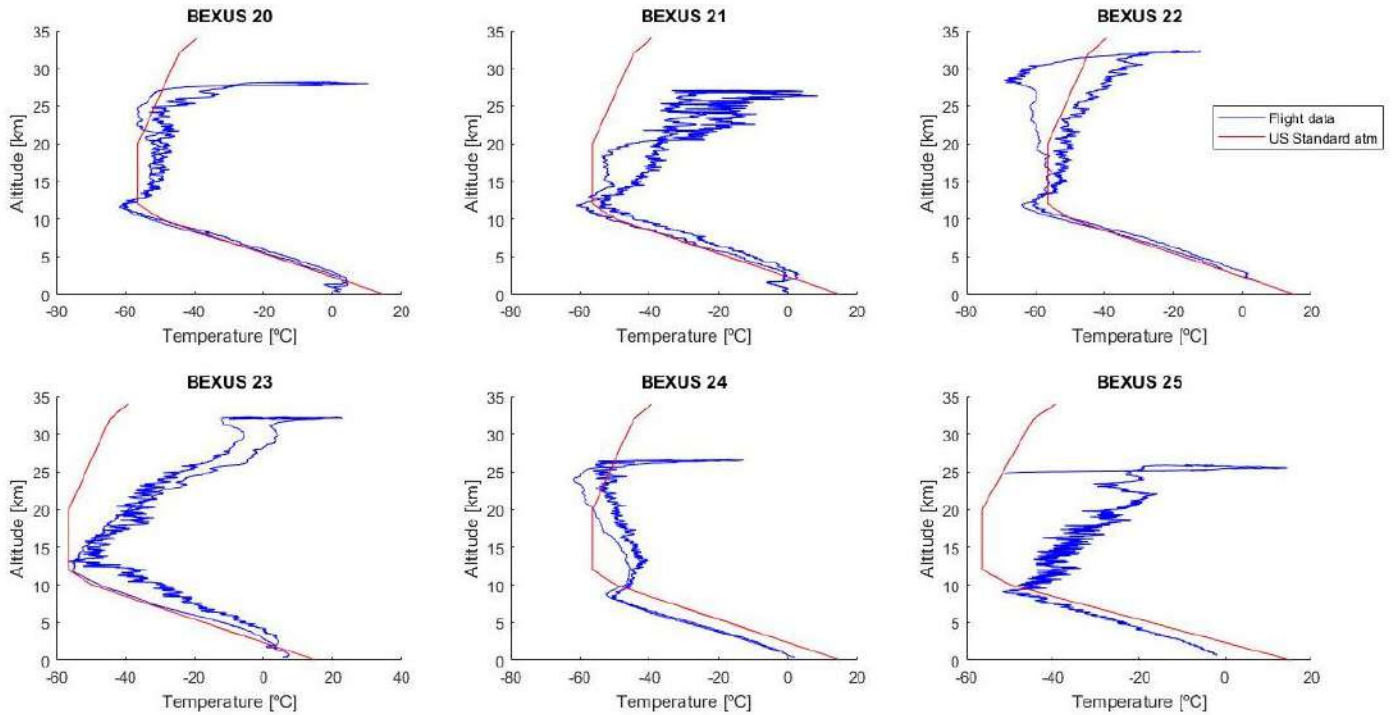 BEXUS 20
35
30
25
20
15
10
5
0
Altitude [km]
-80 -60 -40 -20 0 20 40
Temperature [ºC]
BEXUS 21
35
30
25
20
15
10
5
0
Altitude [km]
-80 -60 -40 -20 0 20
Temperature [ºC]
BEXUS 22
35
30
25
20
15
10
5
0
Altitude [km]
-80 -60 -40 -20 0 20
Temperature [ºC]
Flight data
US Standard atm
BEXUS 23
35
30
25
20
15
10
5
0
Altitude [km]
-60 -40 -20 0 20 40
Temperature [ºC]
BEXUS 24
35
30
25
20
15
10
5
0
Altitude [km]
-80 -60 -40 -20 0 20
Temperature [ºC]
BEXUS 25
35
30
25
20
15
10
5
0
Altitude [km]
-60 -40 -20 0 20
Temperature [ºC]